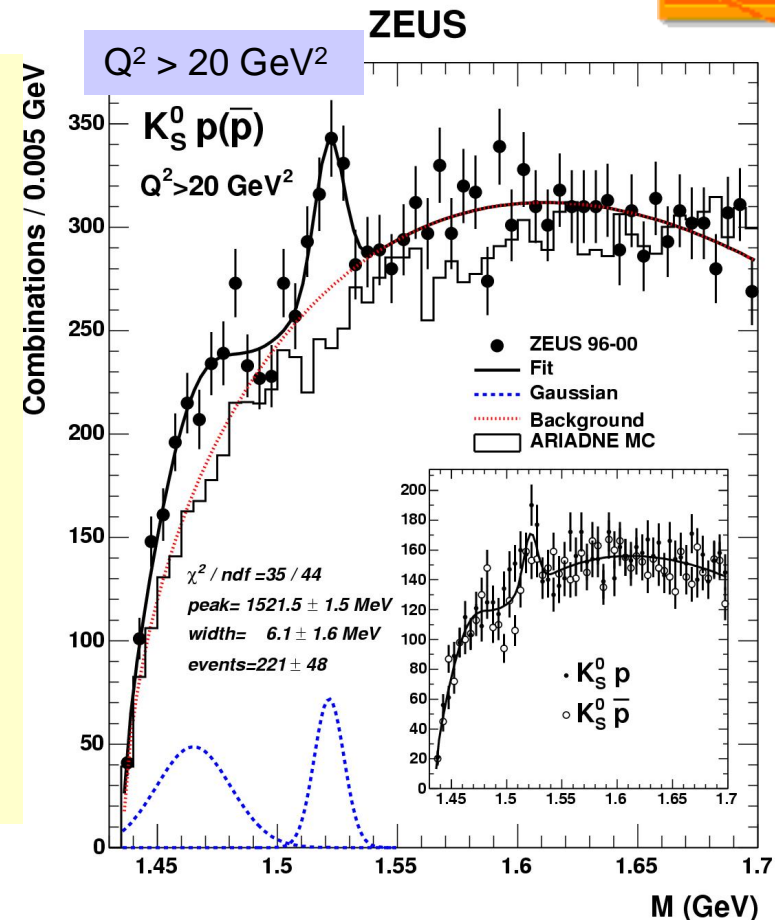 ZEUS
Q² > 20 GeV²
K⁰S p(p̅)
Q²>20 GeV²
Combinations / 0.005 GeV
350
300
250
200
150
100
50
0
ZEUS 96-00
Fit
Gaussian
Background
ARIADNE MC
χ² / ndf =35 / 44
peak= 1521.5 ± 1.5 MeV
width= 6.1 ± 1.6 MeV
events=221 ± 48
200
180
160
140
120
100
80
60
40
20
0
K⁰S p
K⁰S p̅
1.45 1.5 1.55 1.6 1.65 1.7
1.45 1.5 1.55 1.6 1.65 1.7
M (GeV)